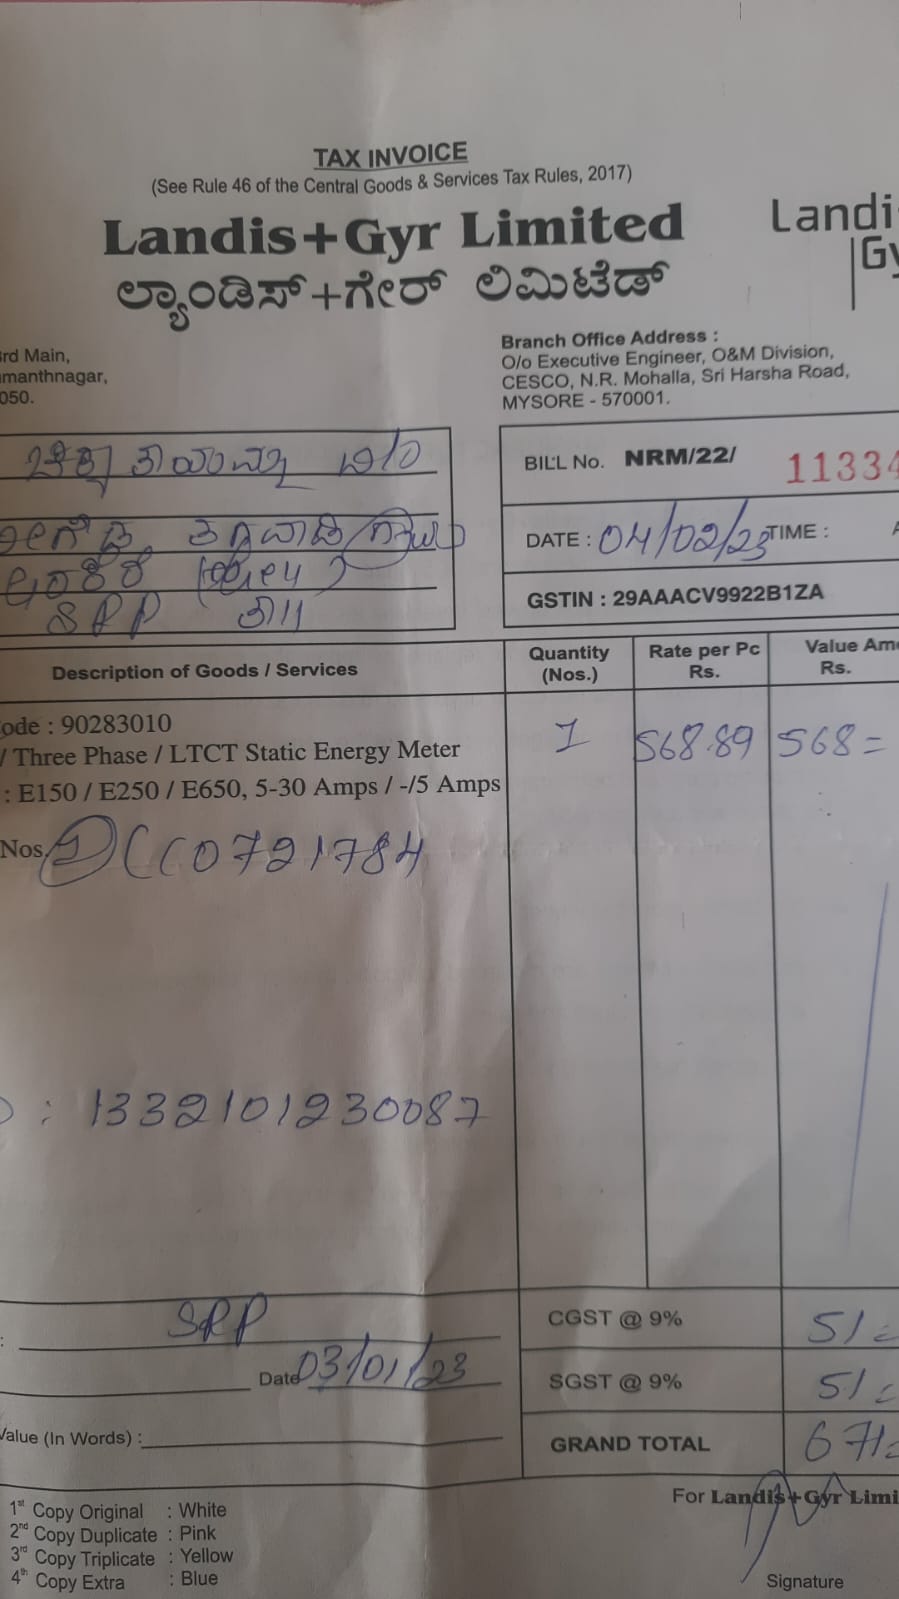 TAX INVOICE
(See Rule 46 of the Central Goods & Services Tax Rules, 2017)
Landis+Gyr Limited
ಲ್ಯಾಂಡಿಸ್+ಗೇರ್ ಲಿಮಿಟೆಡ್
Landi
Gy
rd Main,
manthnagar,
050.
Branch Office Address :
O/o Executive Engineer, O&M Division,
CESCO, N.R. Mohalla, Sri Harsha Road,
MYSORE - 570001.
BILL No. NRM/22/ 11334
DATE : 04/02/23 TIME :
SRP
GSTIN : 29AAACV9922B1ZA
Description of Goods / Services
Quantity (Nos.)
Rate per Pc Rs.
Value Am
Rs.
ode : 90283010
/ Three Phase / LTCT Static Energy Meter
: E150 / E250 / E650, 5-30 Amps / -/5 Amps
1 568.89 568=
Nos. 1 CC0721784
: 1332101230087
SRP
Date 03/01/23
Value (In Words) :
CGST @ 9% 51=
SGST @ 9% 51=
GRAND TOTAL 671=
For Landis+Gyr Limi
1st Copy Original : White
2nd Copy Duplicate : Pink
3rd Copy Triplicate : Yellow
4th Copy Extra : Blue
Signature